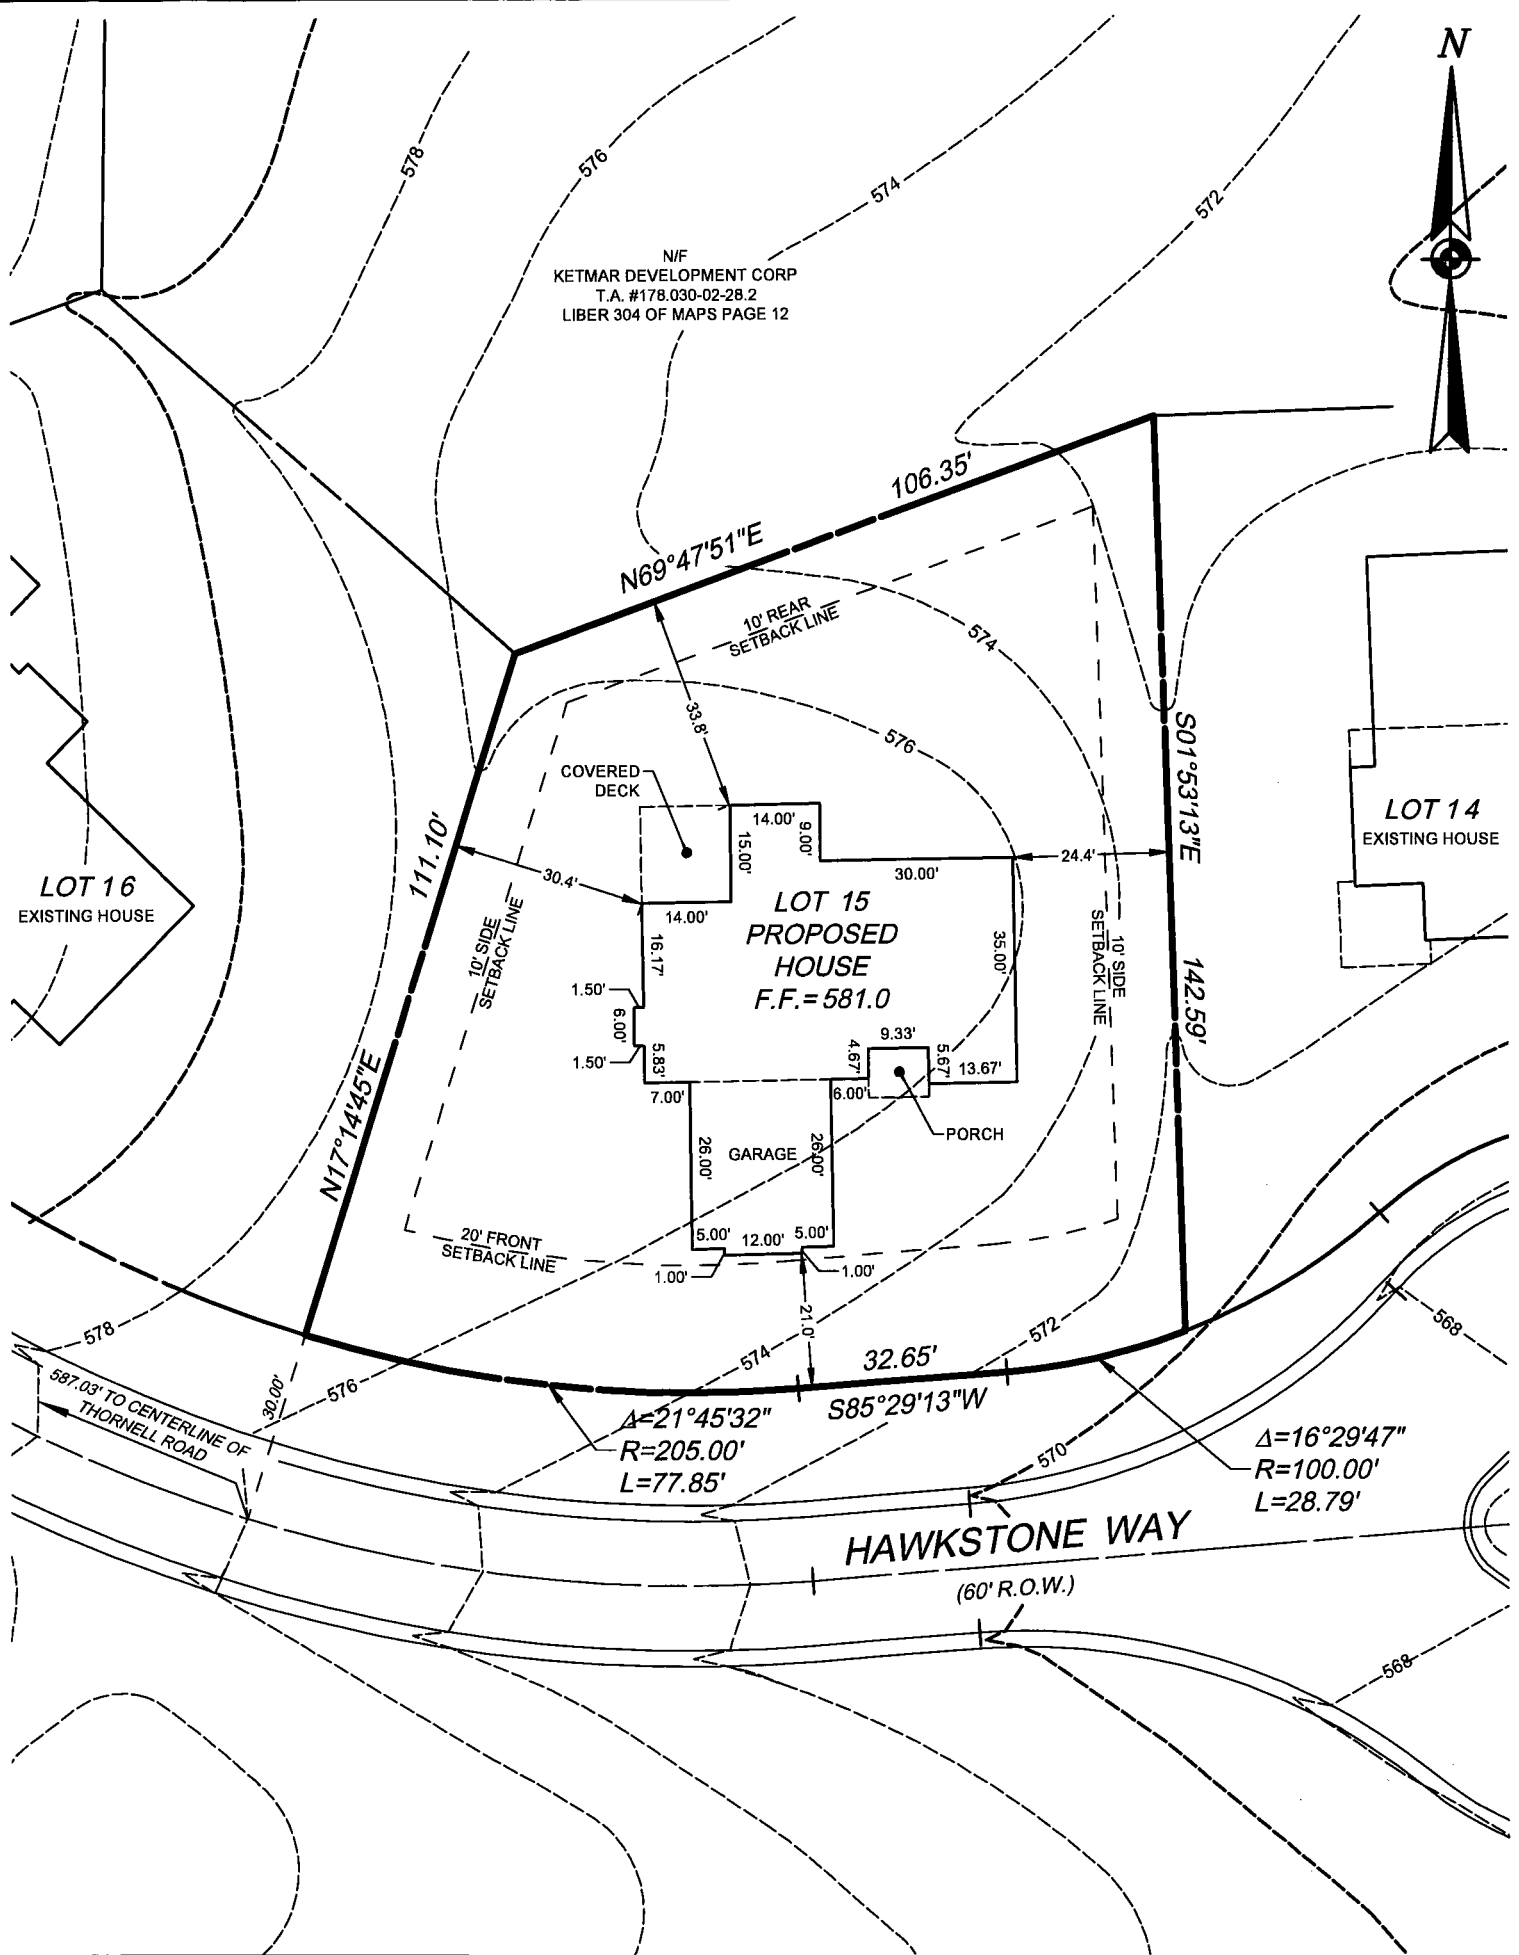 N
578
576
574
572
N/F
KETMAR DEVELOPMENT CORP
T.A. #178.030-02-28.2
LIBER 304 OF MAPS PAGE 12
106.35'
N69°47'51"E
10' REAR
SETBACK LINE
574
33.8'
576
S01°53'13"E
COVERED
DECK
14.00'
9.00'
15.00'
30.00'
24.4'
LOT 14
EXISTING HOUSE
111.10'
30.4'
LOT 16
EXISTING HOUSE
14.00'
LOT 15
PROPOSED
HOUSE
F.F.= 581.0
10' SIDE
SETBACK LINE
16.17'
35.00'
10' SIDE
SETBACK LINE
142.59'
1.50'
6.00'
1.50'
5.83'
9.33'
4.67'
5.67'
13.67'
7.00'
6.00'
N17°14'45"E
PORCH
26.00'
GARAGE
26.00'
20' FRONT
SETBACK LINE
5.00'
12.00'
5.00'
1.00'
1.00'
21.0'
578
572
574
568
32.65'
S85°29'13"W
576
30.00'
587.03' TO CENTERLINE OF
THORNELL ROAD
Δ=21°45'32"
R=205.00'
L=77.85'
570
Δ=16°29'47"
R=100.00'
L=28.79'
HAWKSTONE WAY
(60' R.O.W.)
568